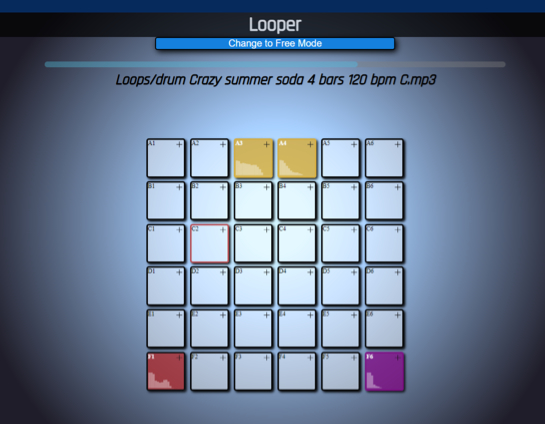 Looper
Change to Free Mode
Loops/drum Crazy summer soda 4 bars 120 bpm C.mp3
A1 + A2 + A3 + A4 + A5 + A6 +
B1 + B2 + B3 + B4 + B5 + B6 +
C1 + C2 + C3 + C4 + C5 + C6 +
D1 + D2 + D3 + D4 + D5 + D6 +
E1 + E2 + E3 + E4 + E5 + E6 +
F1 + F2 + F3 + F4 + F5 + F6 +